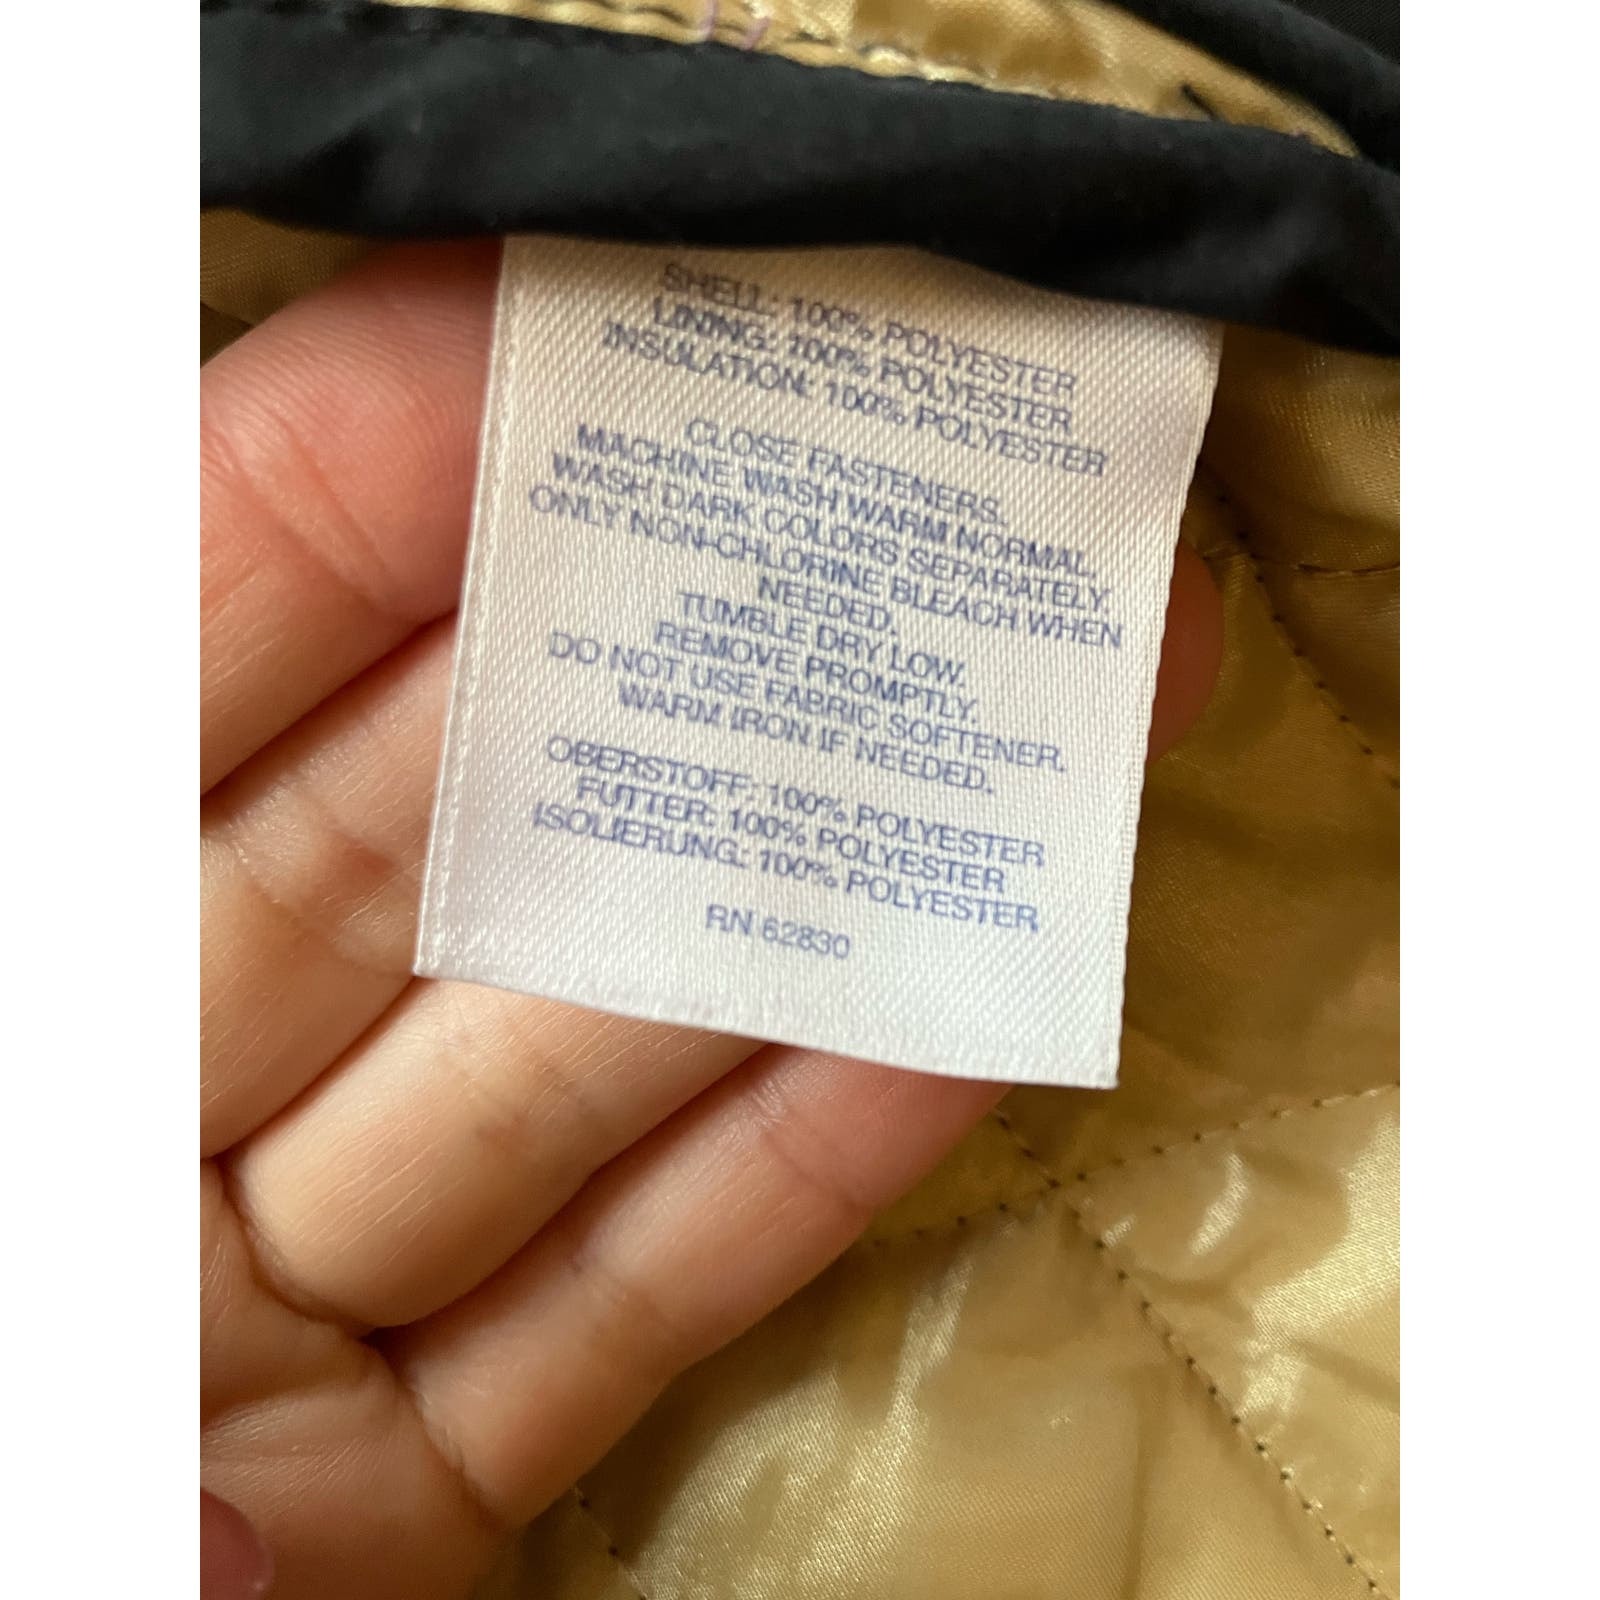 SHELL: 100% POLYESTER
LINING: 100% POLYESTER
INSULATION: 100% POLYESTER
CLOSE FASTENERS.
MACHINE WASH WARM NORMAL,
WASH DARK COLORS SEPARATELY.
ONLY NON-CHLORINE BLEACH WHEN
NEEDED.
TUMBLE DRY LOW.
REMOVE PROMPTLY.
DO NOT USE FABRIC SOFTENER.
WARM IRON IF NEEDED.
OBERSTOFF: 100% POLYESTER
FUTTER: 100% POLYESTER
ISOLIERUNG: 100% POLYESTER
RN 62830